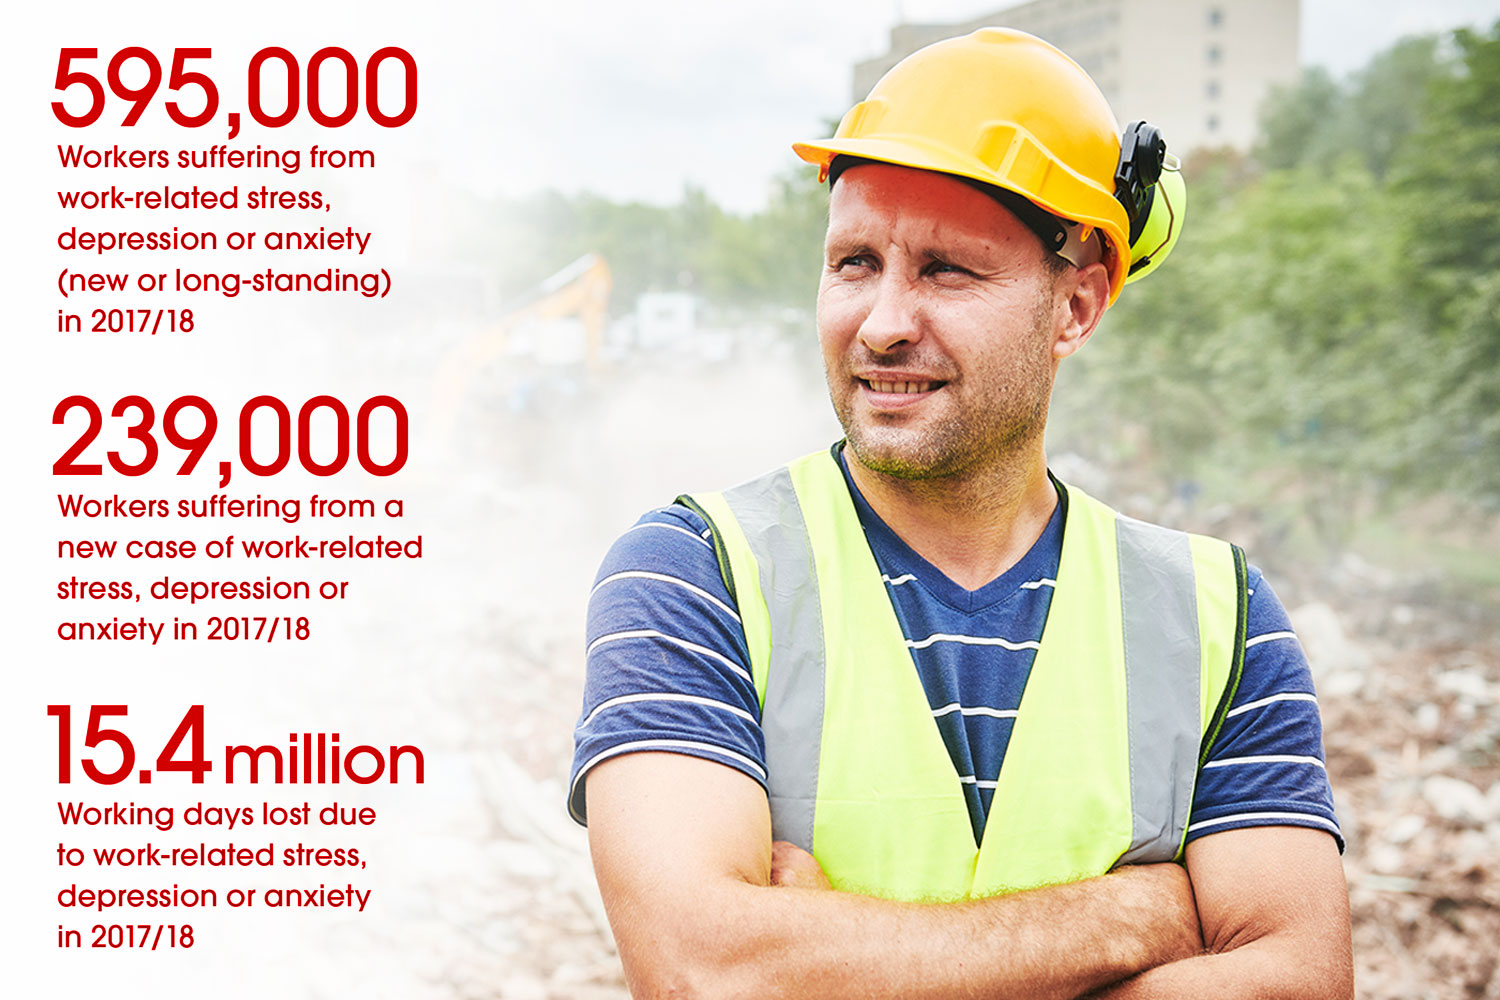 595,000
Workers suffering from
work-related stress,
depression or anxiety
(new or long-standing)
in 2017/18
239,000
Workers suffering from a
new case of work-related
stress, depression or
anxiety in 2017/18
15.4 million
Working days lost due
to work-related stress,
depression or anxiety
in 2017/18